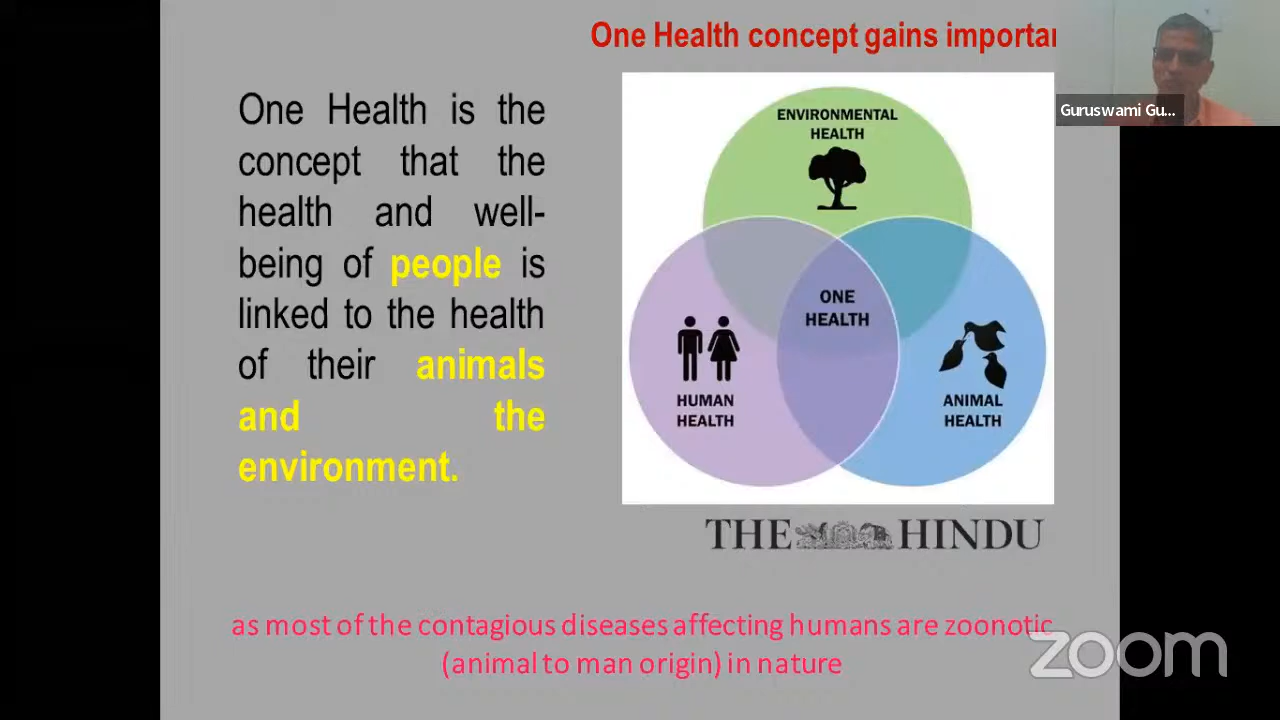 One Health concept gains importan
Guruswami Gu...
One Health is the
concept that the
health and well-
being of people is
linked to the health
of their animals
and the
environment.
ENVIRONMENTAL
HEALTH
ONE
HEALTH
HUMAN
HEALTH
ANIMAL
HEALTH
THE HINDU
as most of the contagious diseases affecting humans are zoonotic
(animal to man origin) in nature
zoom